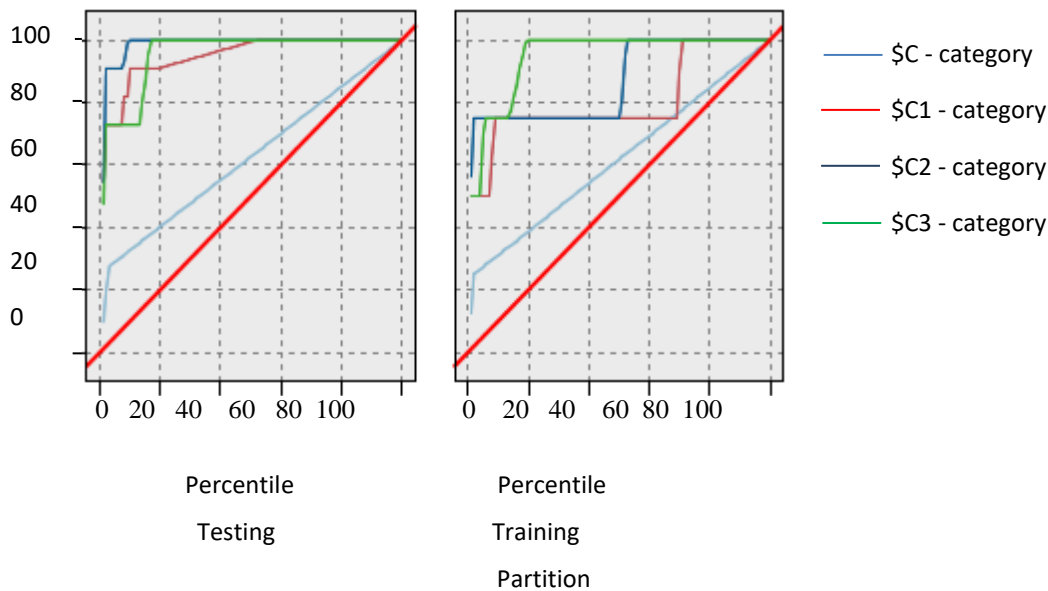 100
80
60
40
20
0
0 20 40 60 80 100
0 20 40 60 80 100
$C - category
$C1 - category
$C2 - category
$C3 - category
Percentile Percentile
Testing Training
Partition